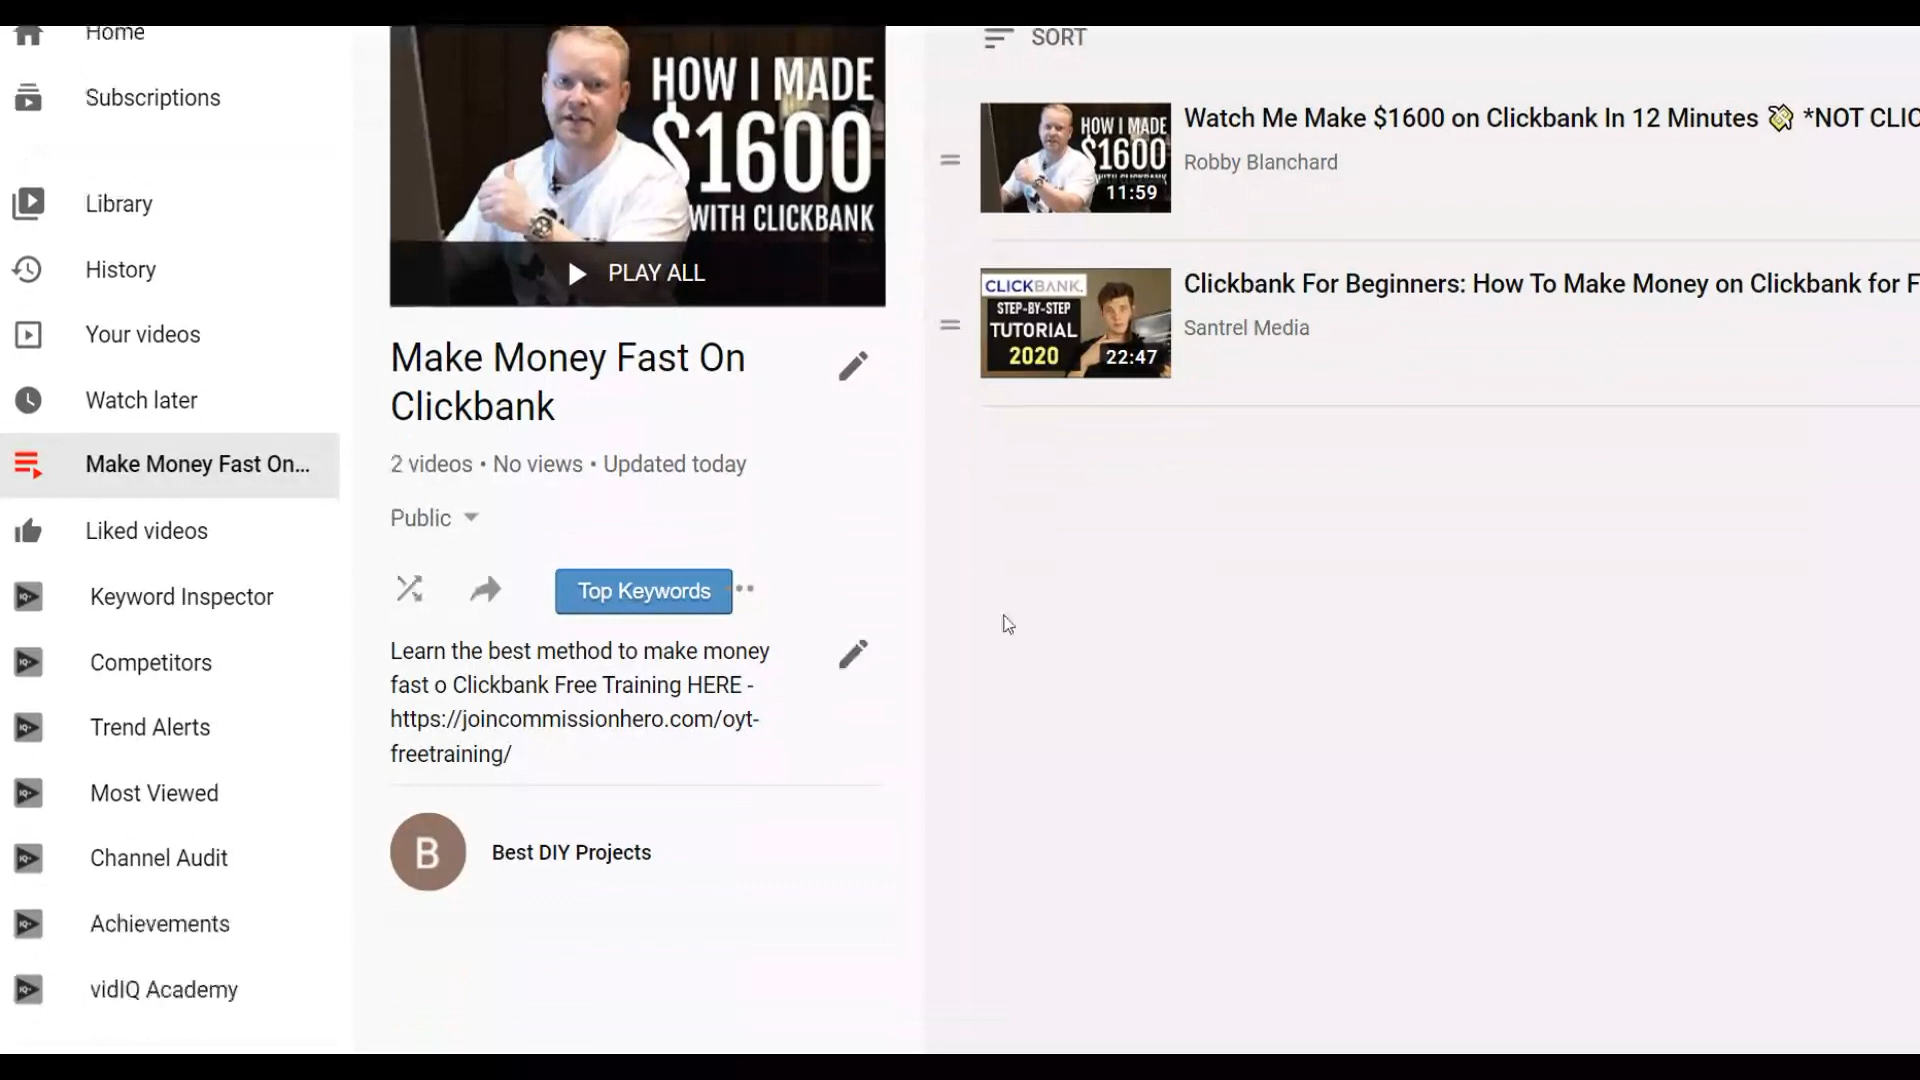 Home
Subscriptions
Library
History
Your videos
Watch later
Make Money Fast On...
Liked videos
Keyword Inspector
Competitors
Trend Alerts
Most Viewed
Channel Audit
Achievements
vidIQ Academy
HOW I MADE
$1600
WITH CLICKBANK
PLAY ALL
Make Money Fast On
Clickbank
2 videos • No views • Updated today
Public
Top Keywords
Learn the best method to make money
fast o Clickbank Free Training HERE -
https://joincommissionhero.com/oyt-
freetraining/
B
Best DIY Projects
SORT
HOW I MADE
$1600
WITH CLICKBANK
11:59
Watch Me Make $1600 on Clickbank In 12 Minutes 💸 *NOT CLIC
Robby Blanchard
CLICKBANK.
STEP-BY-STEP
TUTORIAL
2020
22:47
Clickbank For Beginners: How To Make Money on Clickbank for F
Santrel Media